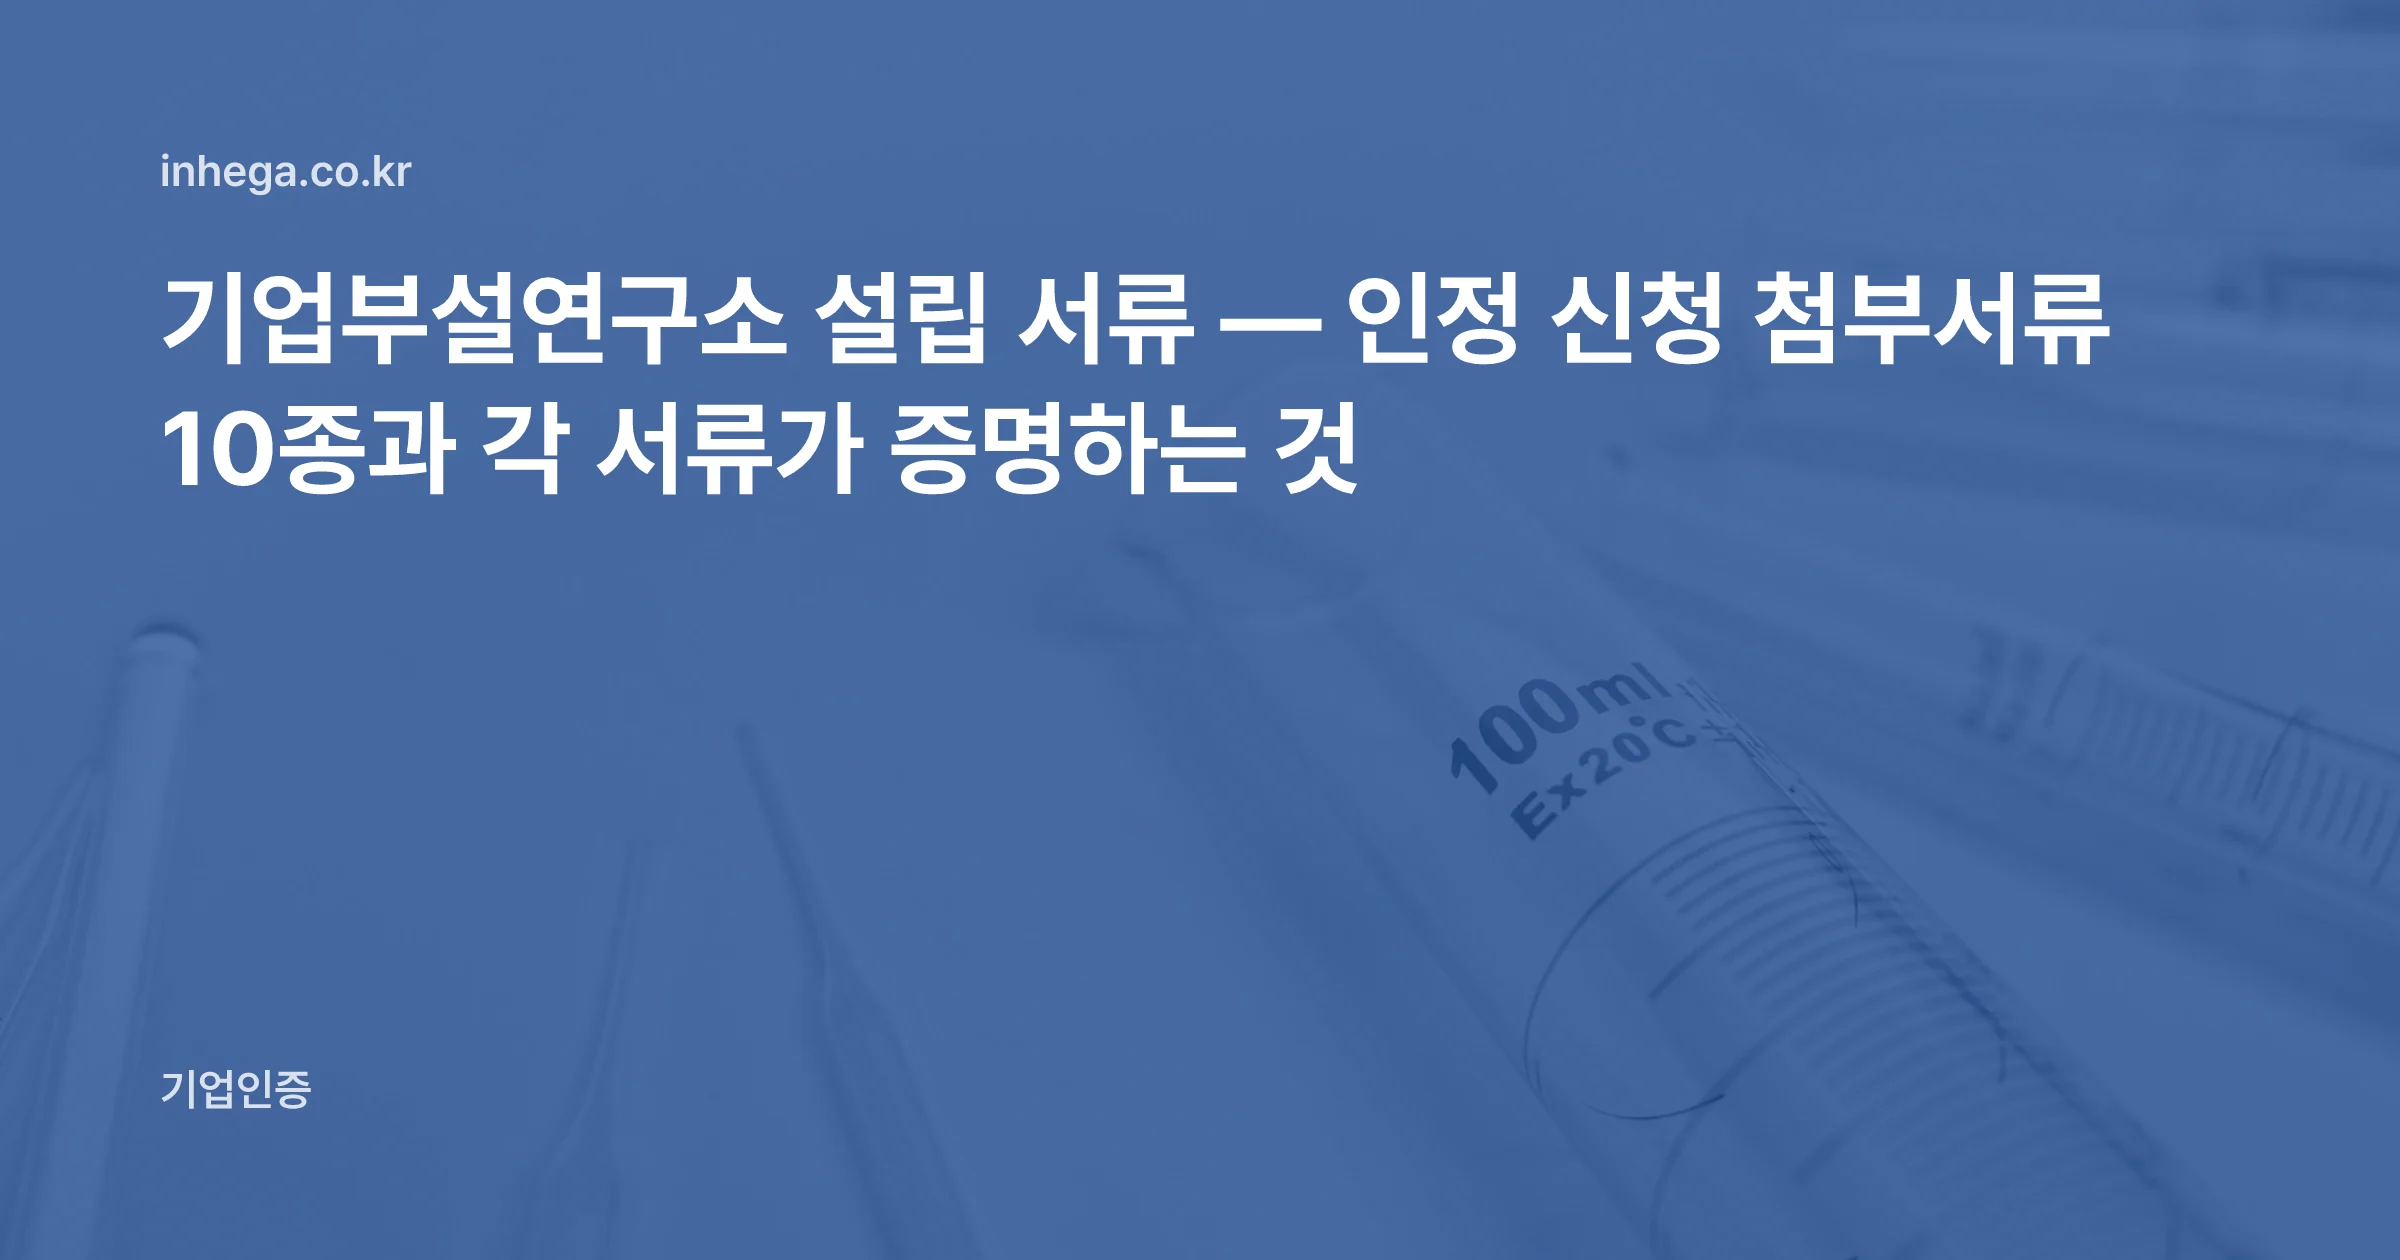 inhega.co.kr
기업부설연구소 설립 서류 — 인정 신청 첨부서류
10종과 각 서류가 증명하는 것
100ml
Ex20°C
기업인증